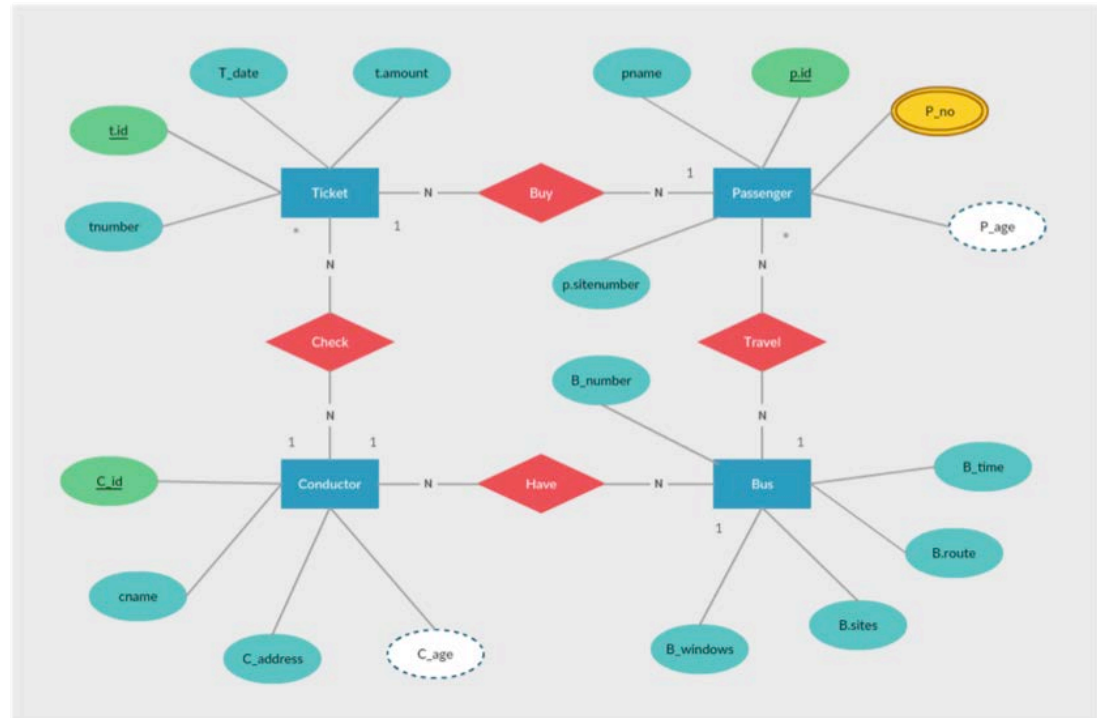 T_date
t.amount
pname
p.id
P_no
t.id
Ticket
N
Buy
N
1
Passenger
tnumber
*
1
*
P_age
N
p.sitenumber
N
Check
Travel
B_number
N
N
1
1
1
C_id
Conductor
N
Have
N
Bus
B_time
1
B.route
cname
B.sites
C_address
C_age
B_windows